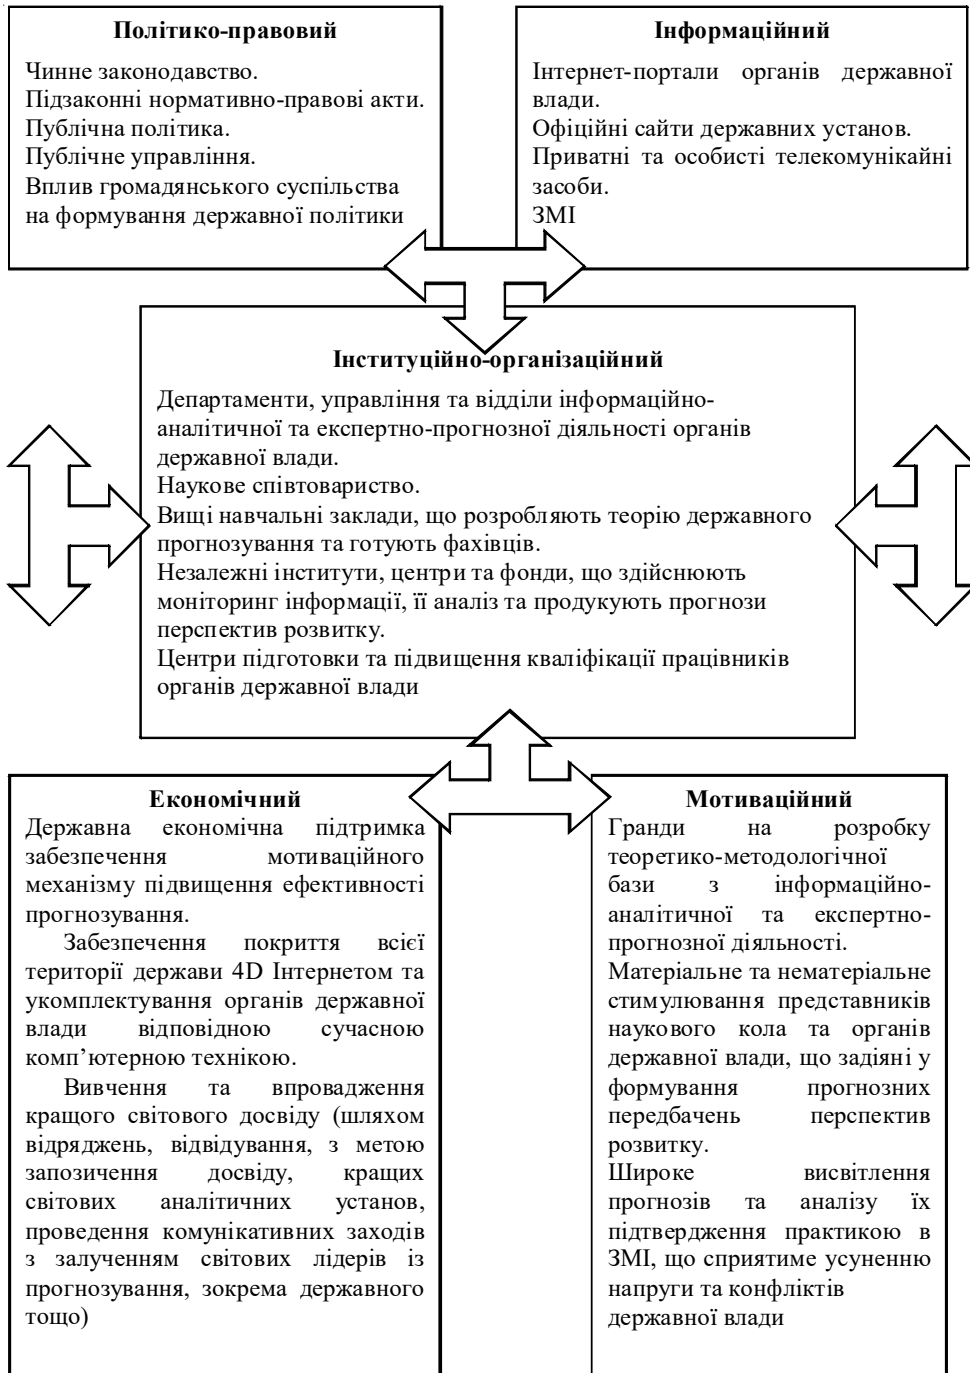 Політико-правовий
Чинне законодавство.
Підзаконні нормативно-правові акти.
Публічна політика.
Публічне управління.
Вплив громадянського суспільства
на формування державної політики
Інформаційний
Інтернет-портали органів державної
влади.
Офіційні сайти державних установ.
Приватні та особисті телекомунікайні
засоби.
ЗМІ
Інституційно-організаційний
Департаменти, управління та відділи інформаційно-
аналітичної та експертно-прогнозної діяльності органів
державної влади.
Наукове співтовариство.
Вищі навчальні заклади, що розробляють теорію державного
прогнозування та готують фахівців.
Незалежні інститути, центри та фонди, що здійснюють
моніторинг інформації, її аналіз та продукують прогнози
перспектив розвитку.
Центри підготовки та підвищення кваліфікації працівників
органів державної влади
Економічний
Державна економічна підтримка
забезпечення мотиваційного
механізму підвищення ефективності
прогнозування.
Забезпечення покриття всієї
території держави 4D Інтернетом та
укомплектування органів державної
влади відповідною сучасною
комп’ютерною технікою.
Вивчення та впровадження
кращого світового досвіду (шляхом
відряджень, відвідування, з метою
запозичення досвіду, кращих
світових аналітичних установ,
проведення комунікативних заходів
з залученням світових лідерів із
прогнозування, зокрема державного
тощо)
Мотиваційний
Гранди на розробку
теоретико-методологічної
бази з інформаційно-
аналітичної та експертно-
прогнозної діяльності.
Матеріальне та нематеріальне
стимулювання представників
наукового кола та органів
державної влади, що задіяні у
формування прогнозних
передбачень перспектив
розвитку.
Широке висвітлення
прогнозів та аналізу їх
підтвердження практикою в
ЗМІ, що сприятиме усуненню
напруги та конфліктів
державної влади